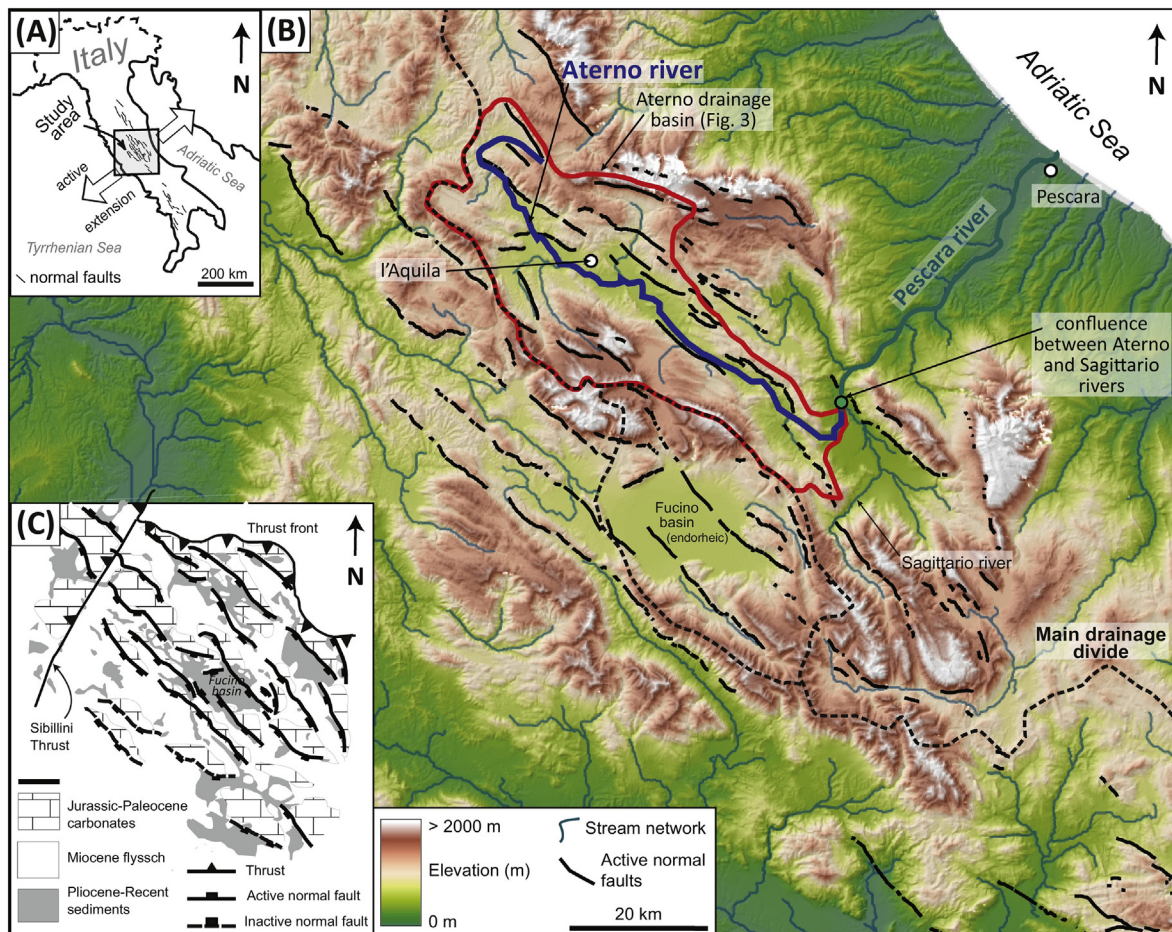 (A)
Italy
N
Study
area
active
extension
Adriatic Sea
Tyrrhenian Sea
normal faults
200 km
(B)
Aterno river
Aterno drainage
basin (Fig. 3)
Adriatic Sea
N
Pescara
Pescara river
l'Aquila
confluence
between Aterno
and Sagittario
rivers
Fucino
basin
(endorheic)
Sagittario river
Main drainage
divide
(C)
Thrust front
N
Fucino
basin
Sibillini
Thrust
Jurassic-Paleocene
carbonates
Miocene flyssch
Pliocene-Recent
sediments
Thrust
Active normal fault
Inactive normal fault
> 2000 m
Elevation (m)
0 m
Stream network
Active normal
faults
20 km